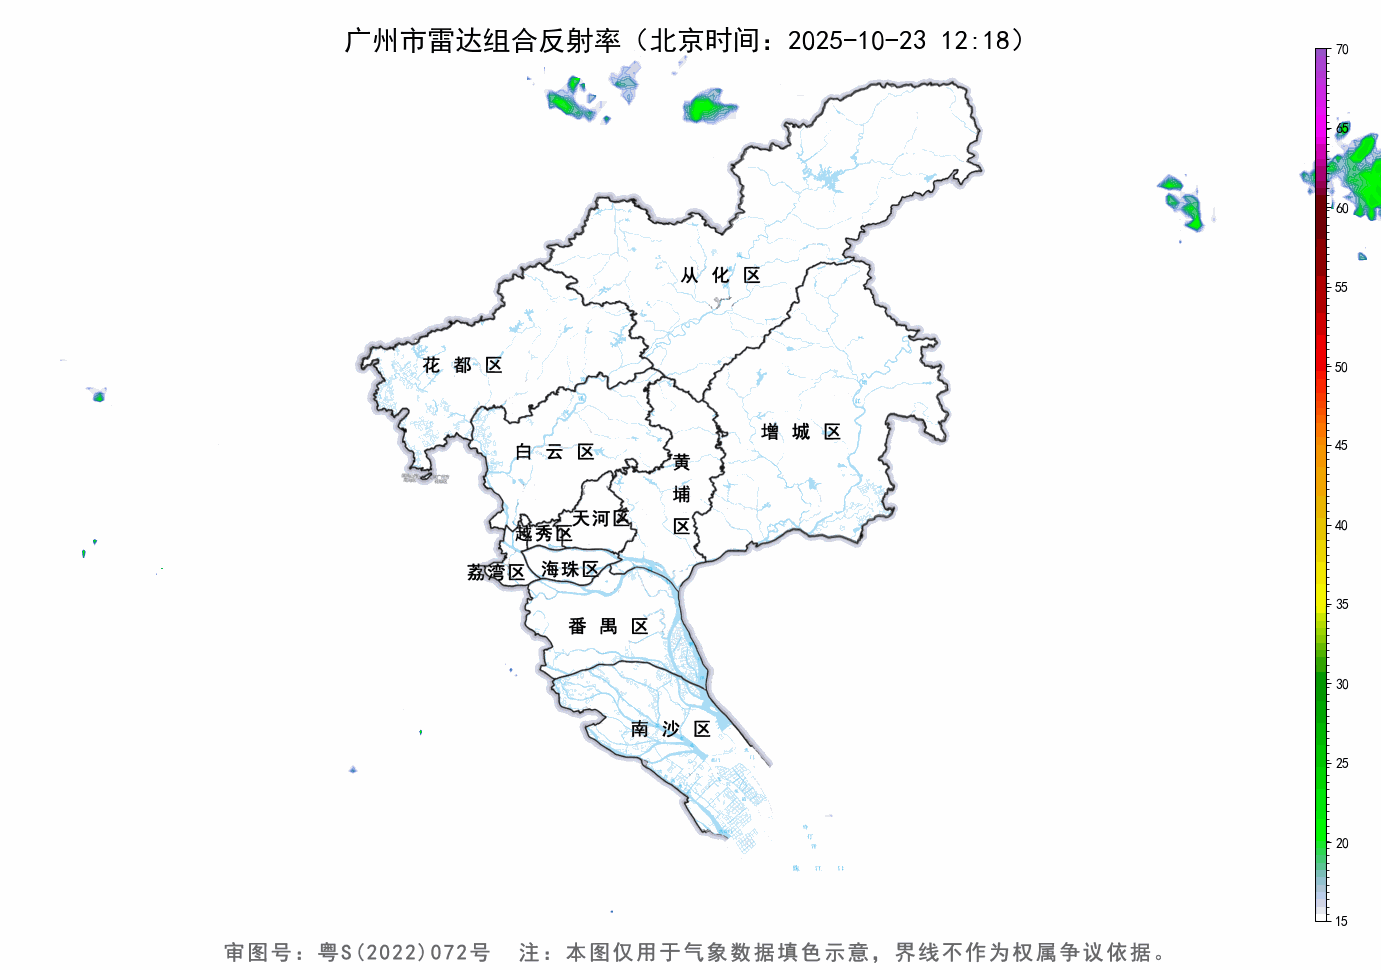 广州市雷达组合反射率（北京时间：2025-10-23 12:18）
70
65
60
55
50
45
40
35
30
25
20
15
从化区
花都区
增城区
白云区
黄埔区
天河区
越秀区
荔湾区
海珠区
番禺区
南沙区
审图号：粤S(2022)072号　注：本图仅用于气象数据填色示意，界线不作为权属争议依据。